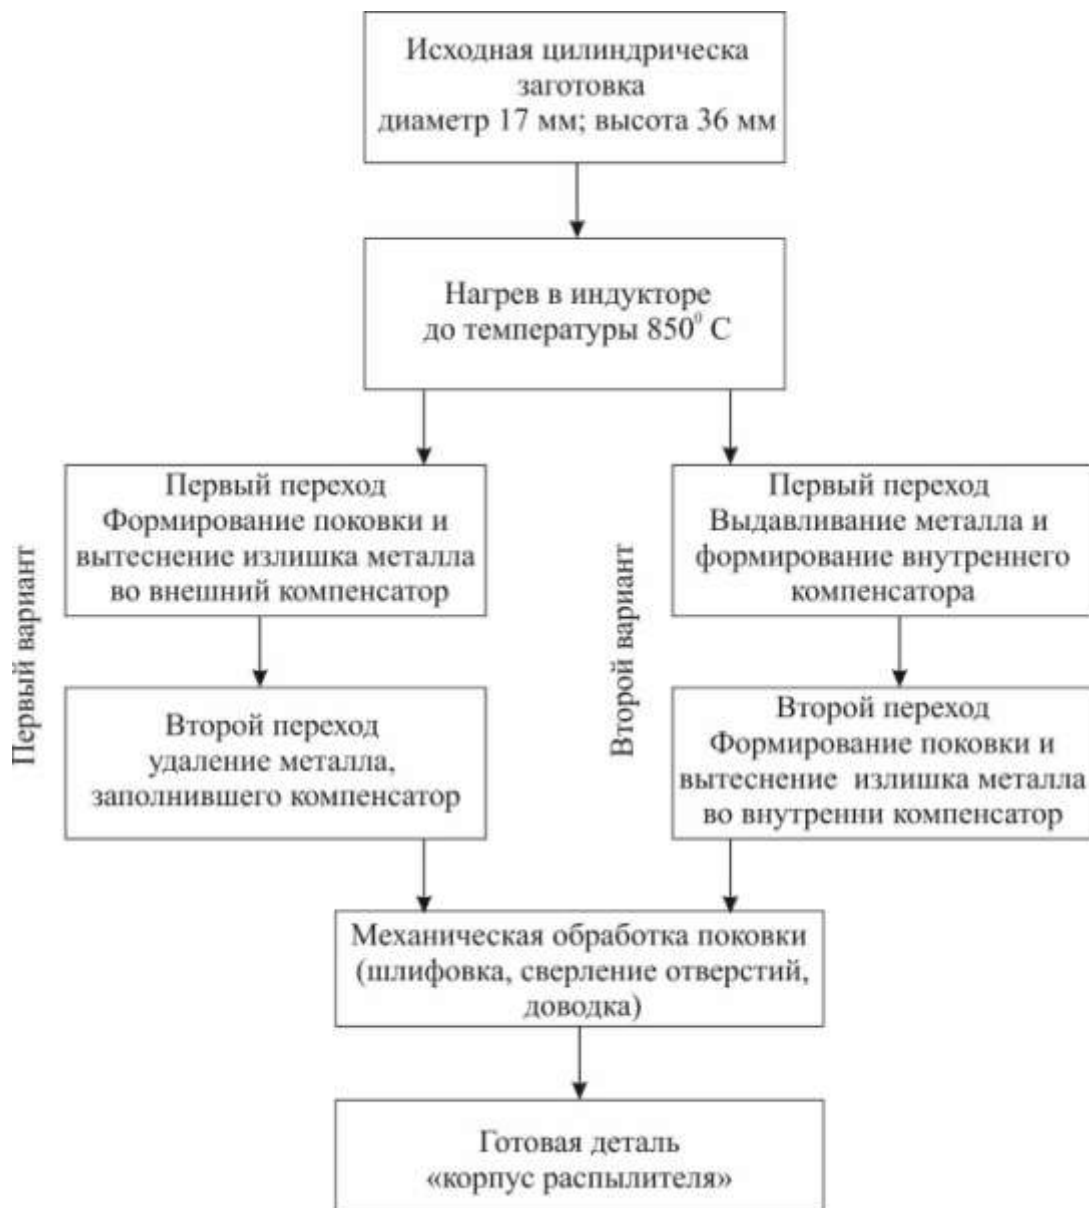 Исходная цилиндрическа
заготовка
диаметр 17 мм; высота 36 мм
Нагрев в индукторе
до температуры 850⁰ С
Первый вариант
Первый переход
Формирование поковки и
вытеснение излишка металла
во внешний компенсатор
Второй переход
удаление металла,
заполнившего компенсатор
Второй вариант
Первый переход
Выдавливание металла и
формирование внутреннего
компенсатора
Второй переход
Формирование поковки и
вытеснение излишка металла
во внутренни компенсатор
Механическая обработка поковки
(шлифовка, сверление отверстий,
доводка)
Готовая деталь
«корпус распылителя»